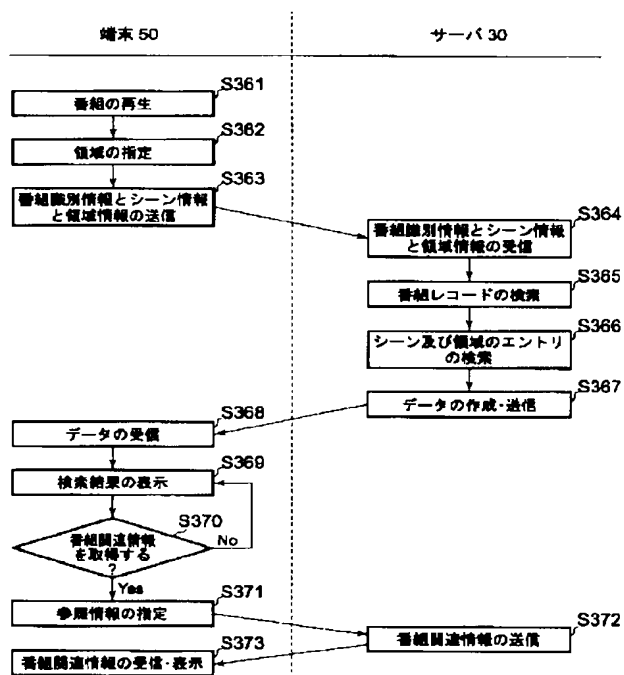 端末 50
サーバ 30
S361
番組の再生
S362
領域の指定
S363
番組識別情報とシーン情報
と領域情報の送信
S364
番組識別情報とシーン情報
と領域情報の受信
S365
番組レコードの検索
S366
シーン及び領域のエントリ
の検索
S367
データの作成・送信
S368
データの受信
S369
検索結果の表示
S370
番組関連情報
を取得する
?
No
Yes
S371
参照情報の指定
S372
番組関連情報の送信
S373
番組関連情報の受信・表示